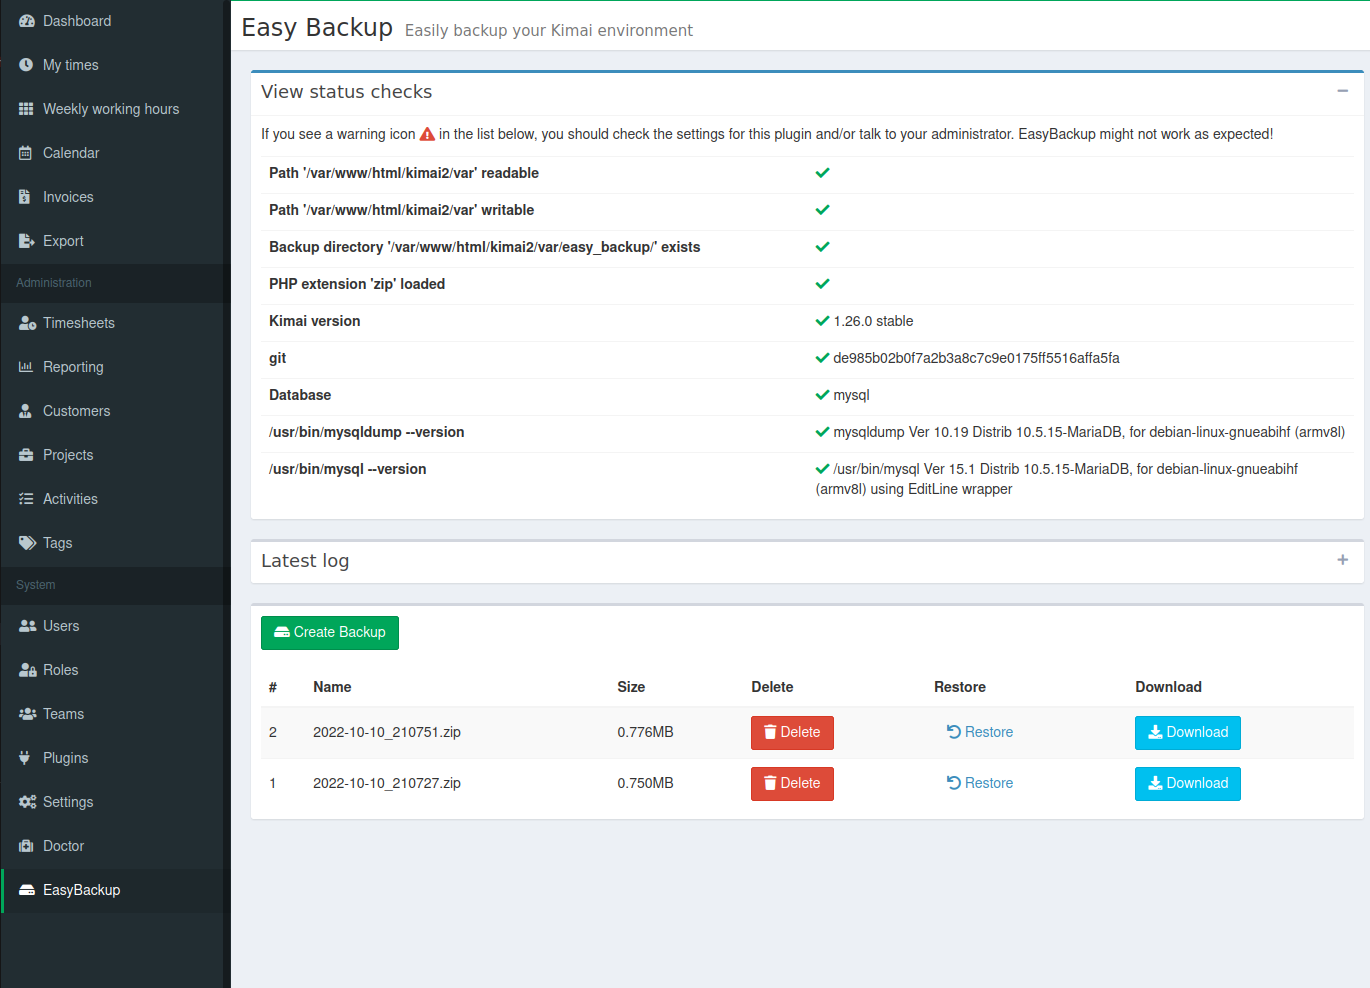 Dashboard
My times
Weekly working hours
Calendar
Invoices
Export
Administration
Timesheets
Reporting
Customers
Projects
Activities
Tags
System
Users
Roles
Teams
Plugins
Settings
Doctor
EasyBackup
Easy Backup Easily backup your Kimai environment
View status checks
If you see a warning icon in the list below, you should check the settings for this plugin and/or talk to your administrator. EasyBackup might not work as expected!
Path '/var/www/html/kimai2/var' readable
Path '/var/www/html/kimai2/var' writable
Backup directory '/var/www/html/kimai2/var/easy_backup/' exists
PHP extension 'zip' loaded
Kimai version 1.26.0 stable
git de985b02b0f7a2b3a8c7c9e0175ff5516affa5fa
Database mysql
/usr/bin/mysqldump --version mysqldump Ver 10.19 Distrib 10.5.15-MariaDB, for debian-linux-gnueabihf (armv8l)
/usr/bin/mysql --version /usr/bin/mysql Ver 15.1 Distrib 10.5.15-MariaDB, for debian-linux-gnueabihf
(armv8l) using EditLine wrapper
Latest log
Create Backup
# Name Size Delete Restore Download
2 2022-10-10_210751.zip 0.776MB Delete Restore Download
1 2022-10-10_210727.zip 0.750MB Delete Restore Download